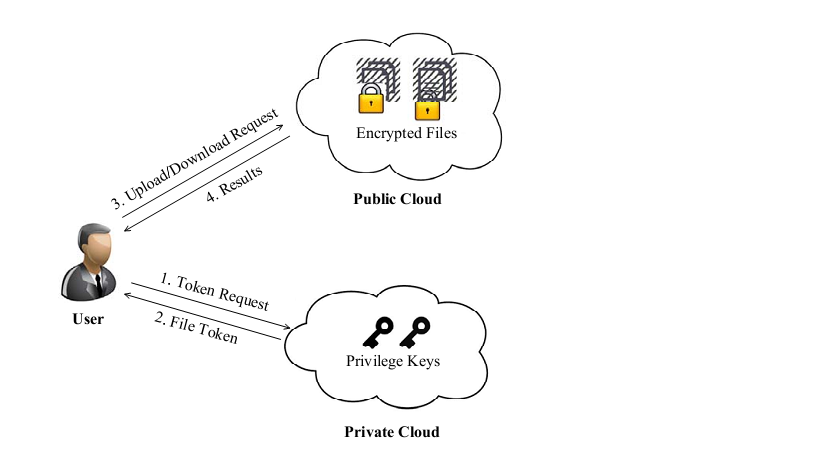 Encrypted Files
Public Cloud
3. Upload/Download Request
4. Results
User
1. Token Request
2. File Token
Privilege Keys
Private Cloud